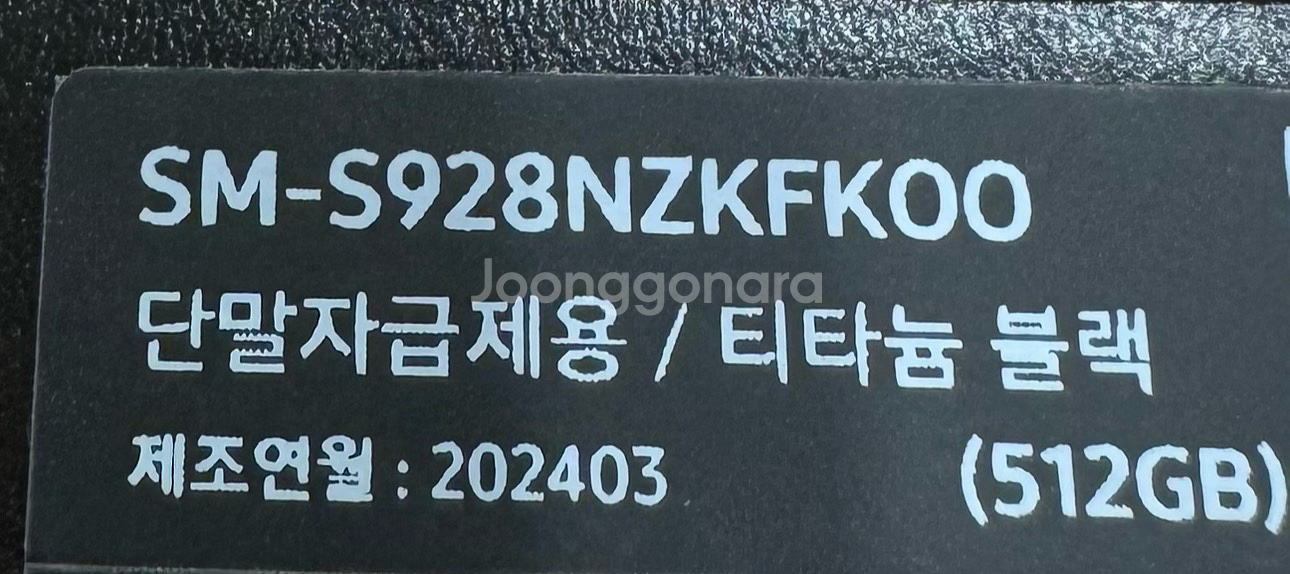 SM-S928NZKFKOO
Joonggonara
단말자급제용 / 티타늄 블랙
제조연월 : 202403
(512GB)